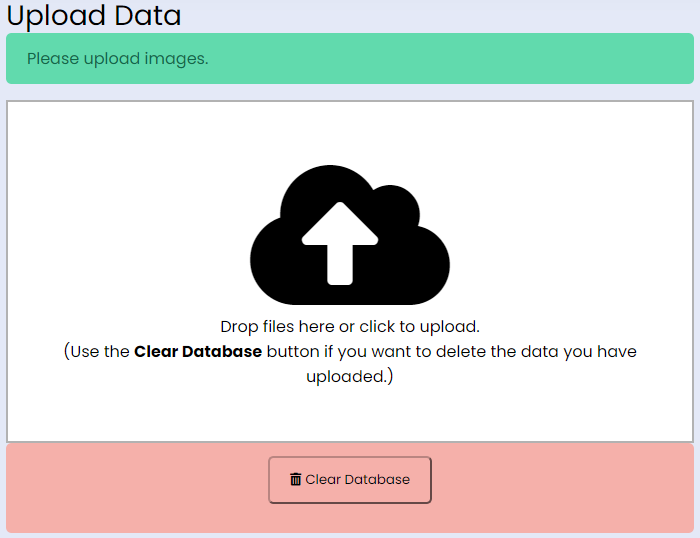 Upload Data
Please upload images.
Drop files here or click to upload.
(Use the Clear Database button if you want to delete the data you have
uploaded.)
Clear Database